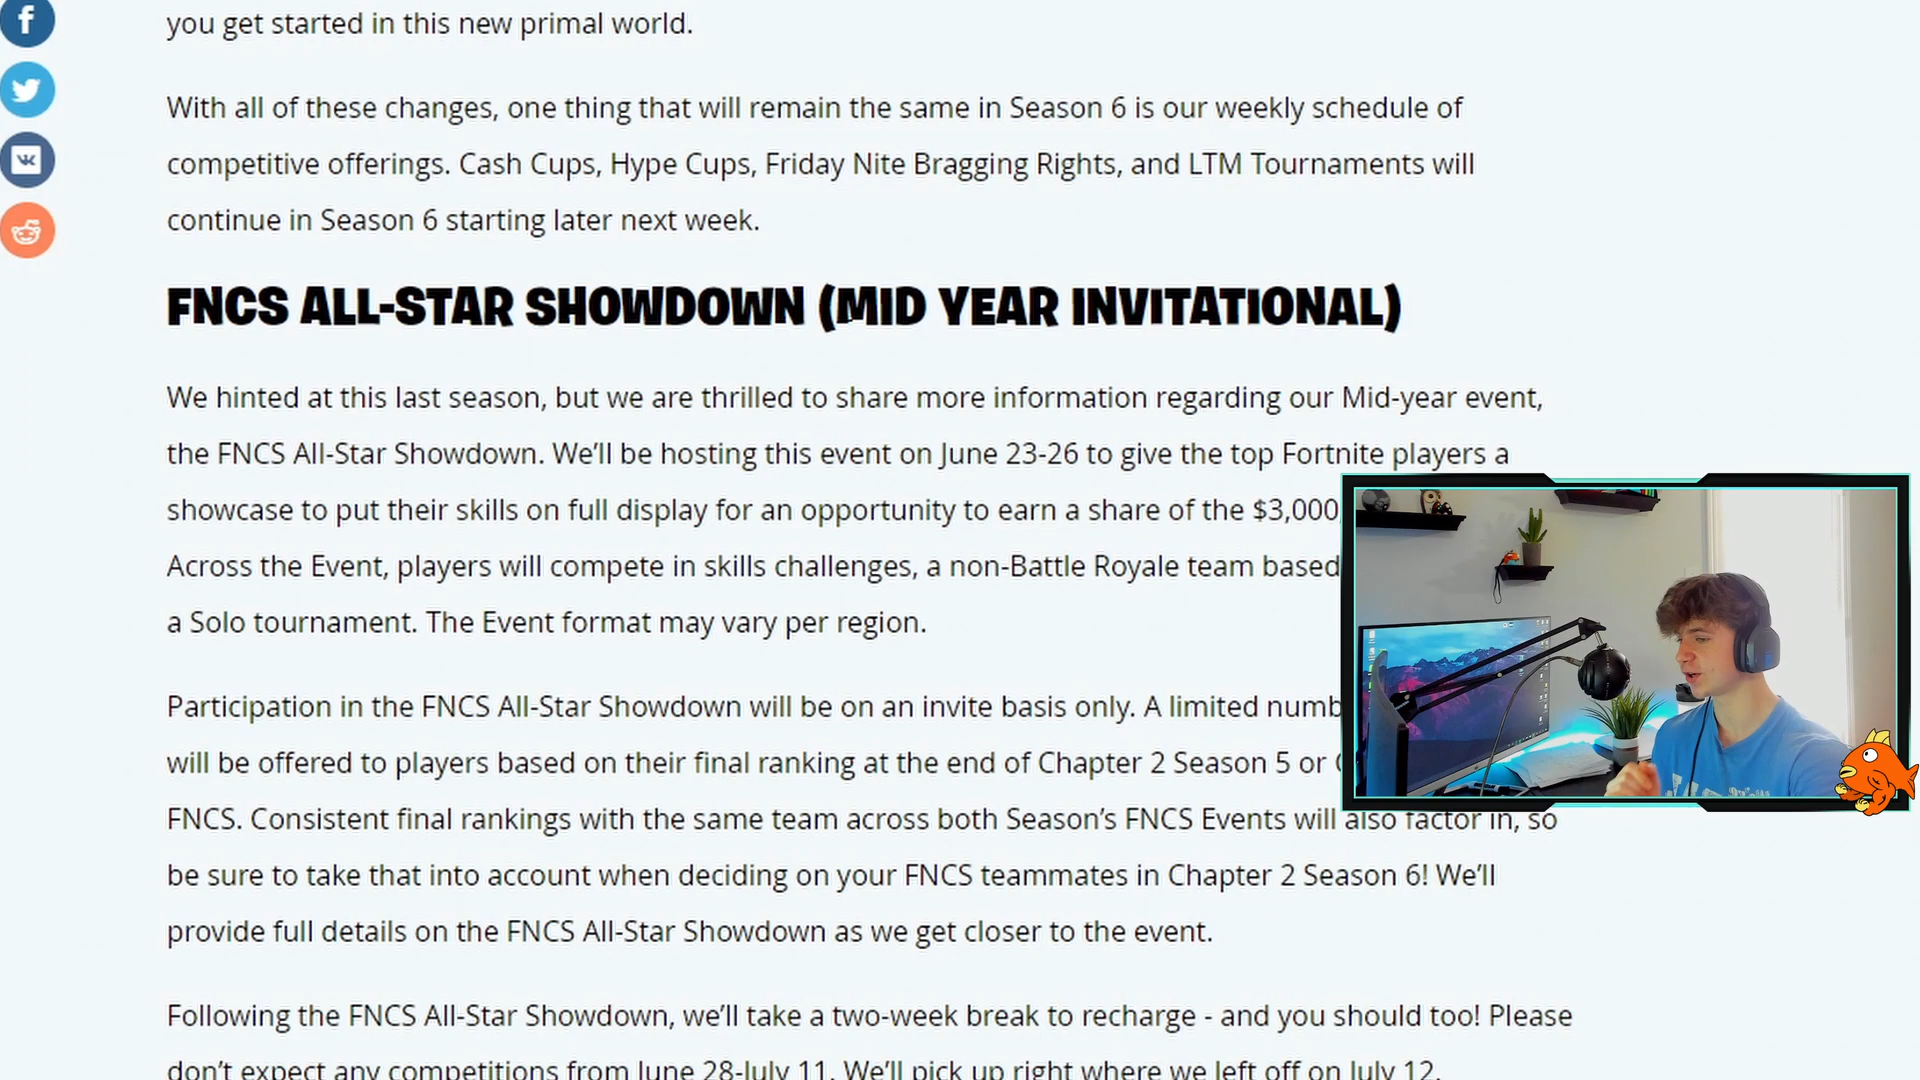 you get started in this new primal world.
With all of these changes, one thing that will remain the same in Season 6 is our weekly schedule of
competitive offerings. Cash Cups, Hype Cups, Friday Nite Bragging Rights, and LTM Tournaments will
continue in Season 6 starting later next week.
FNCS ALL-STAR SHOWDOWN (MID YEAR INVITATIONAL)
We hinted at this last season, but we are thrilled to share more information regarding our Mid-year event,
the FNCS All-Star Showdown. We’ll be hosting this event on June 23-26 to give the top Fortnite players a
showcase to put their skills on full display for an opportunity to earn a share of the $3,000,
Across the Event, players will compete in skills challenges, a non-Battle Royale team based
a Solo tournament. The Event format may vary per region.
Participation in the FNCS All-Star Showdown will be on an invite basis only. A limited numb
will be offered to players based on their final ranking at the end of Chapter 2 Season 5 or
FNCS. Consistent final rankings with the same team across both Season’s FNCS Events will also factor in, so
be sure to take that into account when deciding on your FNCS teammates in Chapter 2 Season 6! We’ll
provide full details on the FNCS All-Star Showdown as we get closer to the event.
Following the FNCS All-Star Showdown, we’ll take a two-week break to recharge - and you should too! Please
don’t expect any competitions from June 28-July 11. We’ll pick up right where we left off on July 12.